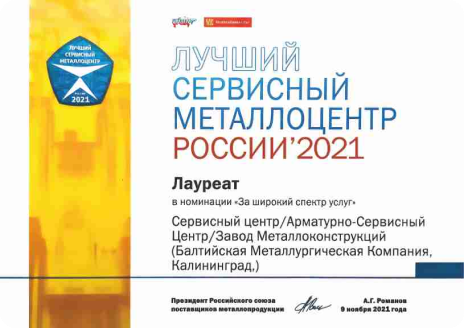 ЛУЧШИЙ
СЕРВИСНЫЙ
МЕТАЛЛОЦЕНТР
РОССИИ
2021
ЛУЧШИЙ
СЕРВИСНЫЙ
МЕТАЛЛОЦЕНТР
РОССИИ’2021
Лауреат
в номинации «За широкий спектр услуг»
Сервисный центр/Арматурно-Сервисный
Центр/Завод Металлоконструкций
(Балтийская Металлургическая Компания,
Калининград,)
Президент Российского союза
поставщиков металлопродукции
А.Г. Романов
9 ноября 2021 года